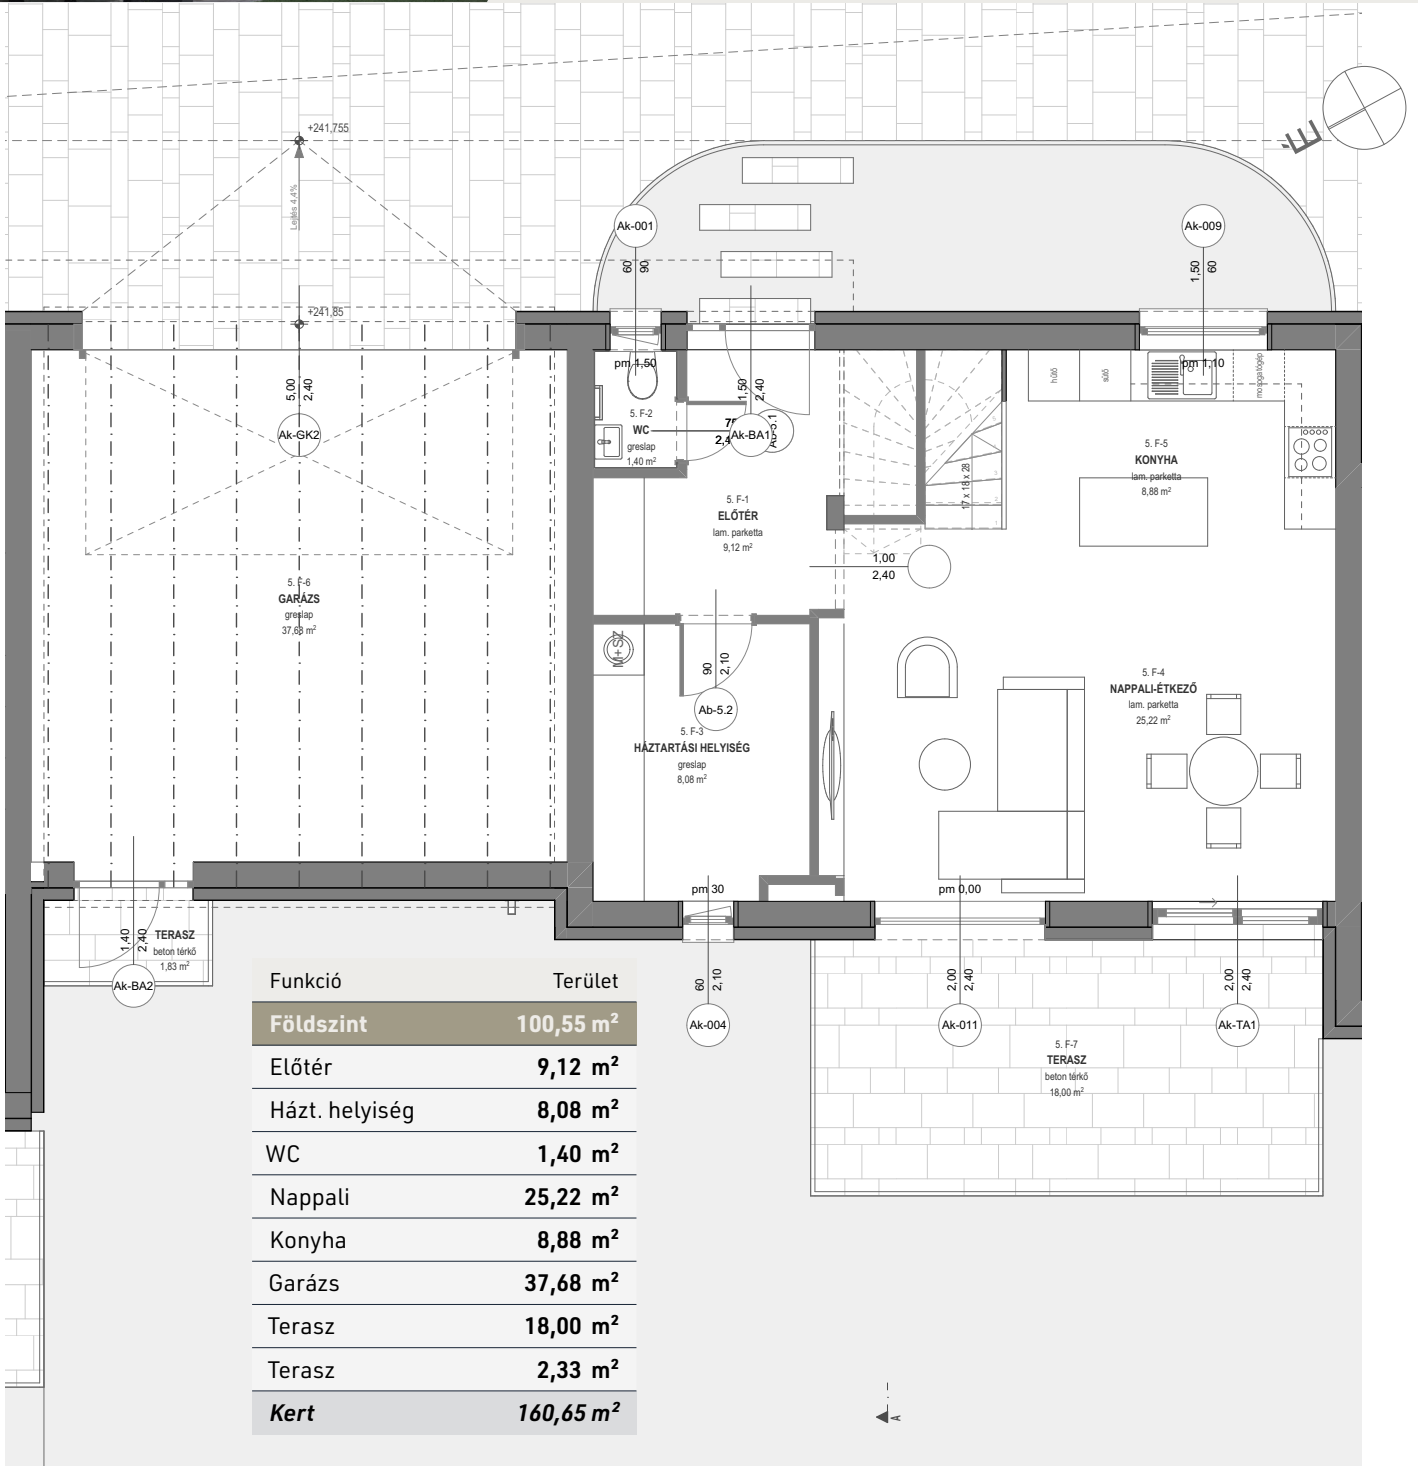 +241,755
Lejtés 4,4%
ÉK
Ak-001
Ak-009
60
90
1,50
60
+241,85
pm 1,50
pm 1,10
5,00
2,40
Ak-GK2
5. F-2
WC
greslap
1,40 m²
1,50
2,40
Ak-BA1
Ab-5.1
hűtő
sütő
mosogatógép
5. F-5
KONYHA
lam. parketta
8,88 m²
17 x 18 x 28
5. F-1
ELŐTÉR
lam. parketta
9,12 m²
1,00
2,40
5. F-6
GARÁZS
greslap
37,68 m²
M+SZ
90
2,10
Ab-5.2
5. F-3
HÁZTARTÁSI HELYISÉG
greslap
8,08 m²
5. F-4
NAPPALI-ÉTKEZŐ
lam. parketta
25,22 m²
pm 30
pm 0,00
1,40
2,40
TERASZ
beton térkő
1,83 m²
Ak-BA2
60
2,10
Ak-004
2,00
2,40
Ak-011
2,00
2,40
Ak-TA1
5. F-7
TERASZ
beton térkő
18,00 m²
Funkció Terület
Földszint 100,55 m²
Előtér 9,12 m²
Házt. helyiség 8,08 m²
WC 1,40 m²
Nappali 25,22 m²
Konyha 8,88 m²
Garázs 37,68 m²
Terasz 18,00 m²
Terasz 2,33 m²
Kert 160,65 m²
A